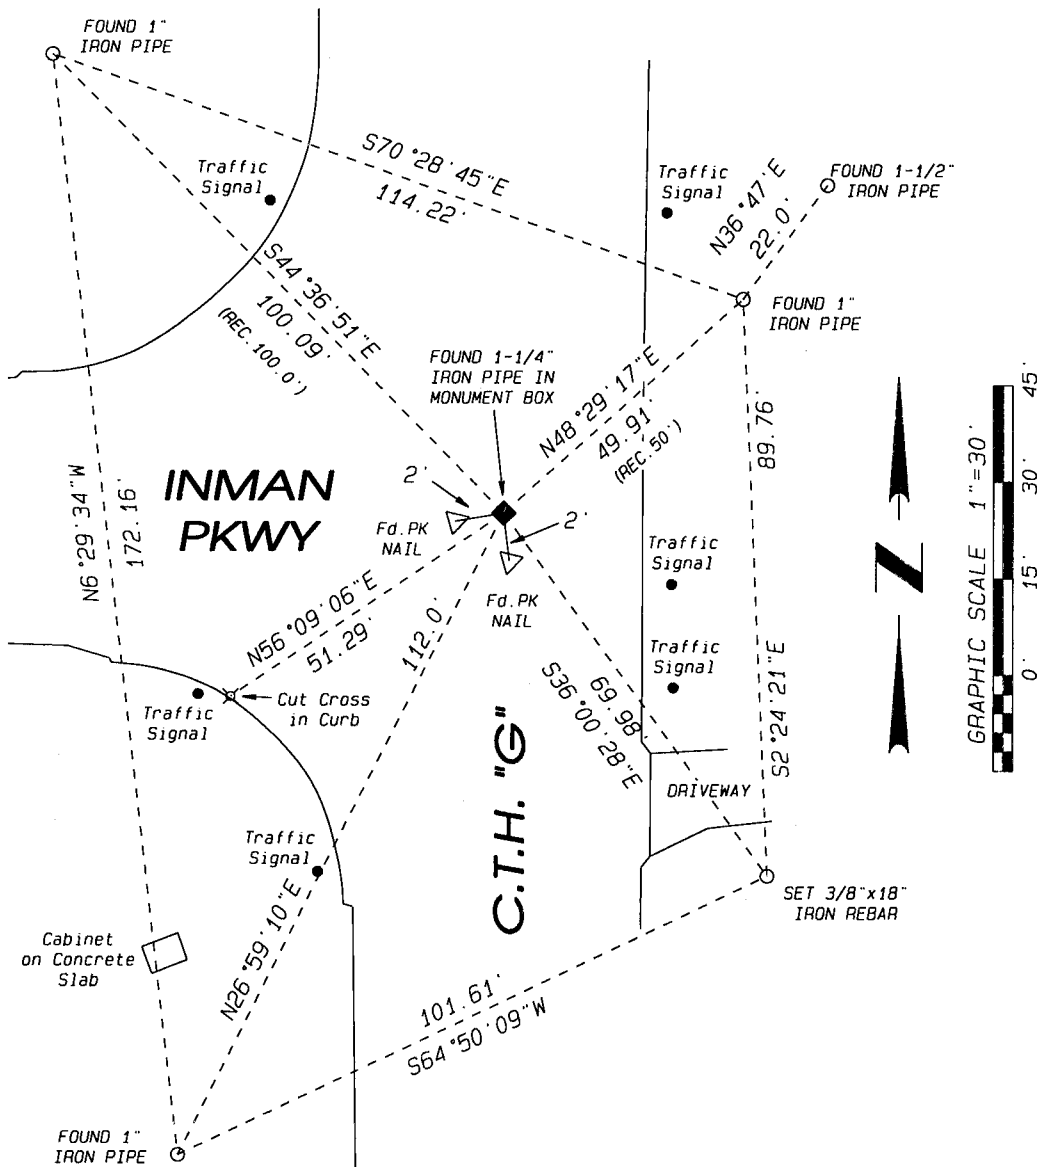 FOUND 1"
IRON PIPE
Traffic
Signal
S70°28'45"E
114.22'
Traffic
Signal
FOUND 1-1/2"
IRON PIPE
N36°47'E
22.0'
S44°36'51"E
100.09'
(REC.100.0')
FOUND 1"
IRON PIPE
FOUND 1-1/4"
IRON PIPE IN
MONUMENT BOX
N48°29'17"E
49.91'
(REC.50')
89.76'
S2°24'21"E
N6°29'34"W
172.16'
INMAN
PKWY
2'
Fd.PK
NAIL
2'
Fd.PK
NAIL
Traffic
Signal
Traffic
Signal
N56°09'06"E
51.29'
112.0'
69.98'
S36°00'28"E
Cut Cross
in Curb
Traffic
Signal
C.T.H. "G"
DRIVEWAY
Traffic
Signal
N26°59'10"E
SET 3/8"x18"
IRON REBAR
Cabinet
on Concrete
Slab
101.61'
S64°50'09"W
FOUND 1"
IRON PIPE
N
GRAPHIC SCALE 1"=30'
45'
30'
15'
0'